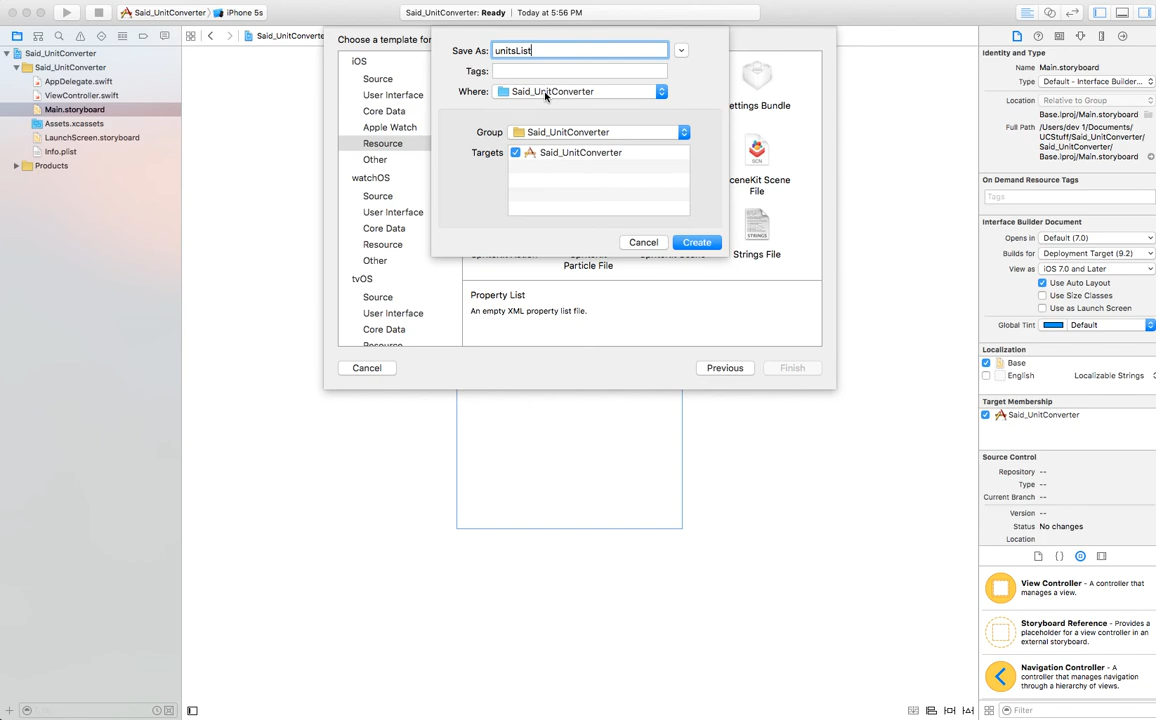 Said_UnitConverter
iPhone 5s
Said_UnitConverter: Ready
Today at 5:56 PM
Said_UnitConverter
Said_UnitConverter
AppDelegate.swift
ViewController.swift
Main.storyboard
Assets.xcassets
LaunchScreen.storyboard
Info.plist
Products
Said_UnitConverte
Choose a template for
iOS
Source
User Interface
Core Data
Apple Watch
Resource
Other
watchOS
Source
User Interface
Core Data
Resource
Other
tvOS
Source
User Interface
Core Data
Save As: unitsList
Tags:
Where: Said_UnitConverter
Group Said_UnitConverter
Targets Said_UnitConverter
Cancel
Create
ettings Bundle
SCN
ceneKit Scene
File
STRINGS
Strings File
Particle File
Property List
An empty XML property list file.
Cancel
Previous
Finish
Identity and Type
Name Main.storyboard
Type Default - Interface Builder...
Location Relative to Group
Base.lproj/Main.storyboard
Full Path /Users/dev 1/Documents/
UCStuff/Said_UnitConverter/
Said_UnitConverter/
Base.lproj/Main.storyboard
On Demand Resource Tags
Tags
Interface Builder Document
Opens in Default (7.0)
Builds for Deployment Target (9.2)
View as iOS 7.0 and Later
Use Auto Layout
Use Size Classes
Use as Launch Screen
Global Tint Default
Localization
Base
English Localizable Strings
Target Membership
Said_UnitConverter
Source Control
Repository --
Type --
Current Branch --
Version --
Status No changes
Location
View Controller - A controller that
manages a view.
Storyboard Reference - Provides a
placeholder for a view controller in an
external storyboard.
Navigation Controller - A
controller that manages navigation
through a hierarchy of views.
Filter